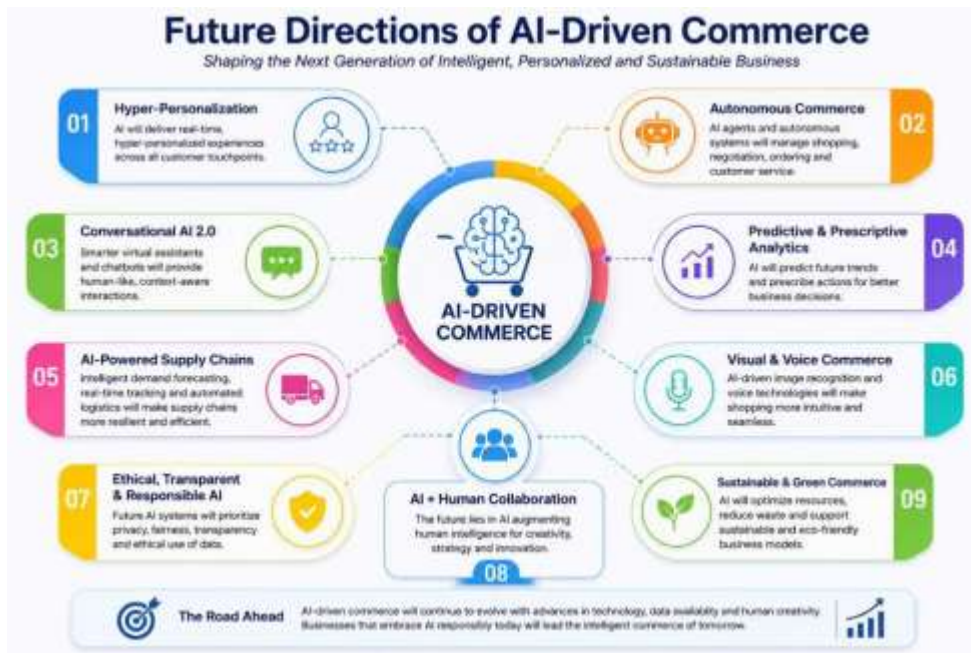 Future Directions of AI-Driven Commerce
Shaping the Next Generation of Intelligent, Personalized and Sustainable Business
01
Hyper-Personalization
AI will deliver real-time,
hyper-personalized experiences
across all customer touchpoints.
02
Autonomous Commerce
AI agents and autonomous
systems will manage shopping,
negotiation, ordering and
customer service.
03
Conversational AI 2.0
Smarter virtual assistants
and chatbots will provide
human-like, context-aware
interactions.
04
Predictive & Prescriptive
Analytics
AI will predict future trends
and prescribe actions for better
business decisions.
AI-DRIVEN
COMMERCE
05
AI-Powered Supply Chains
Intelligent demand forecasting,
real-time tracking and automated
logistics will make supply chains
more resilient and efficient.
06
Visual & Voice Commerce
AI-driven image recognition and
voice technologies will make
shopping more intuitive and
seamless.
07
Ethical, Transparent
& Responsible AI
Future AI systems will prioritize
privacy, fairness, transparency
and ethical use of data.
AI + Human Collaboration
The future lies in AI augmenting
human intelligence for creativity,
strategy and innovation.
08
Sustainable & Green Commerce
AI will optimize resources,
reduce waste and support
sustainable and eco-friendly
business models.
09
The Road Ahead
AI-driven commerce will continue to evolve with advances in technology, data availability and human creativity.
Businesses that embrace AI responsibly today will lead the intelligent commerce of tomorrow.